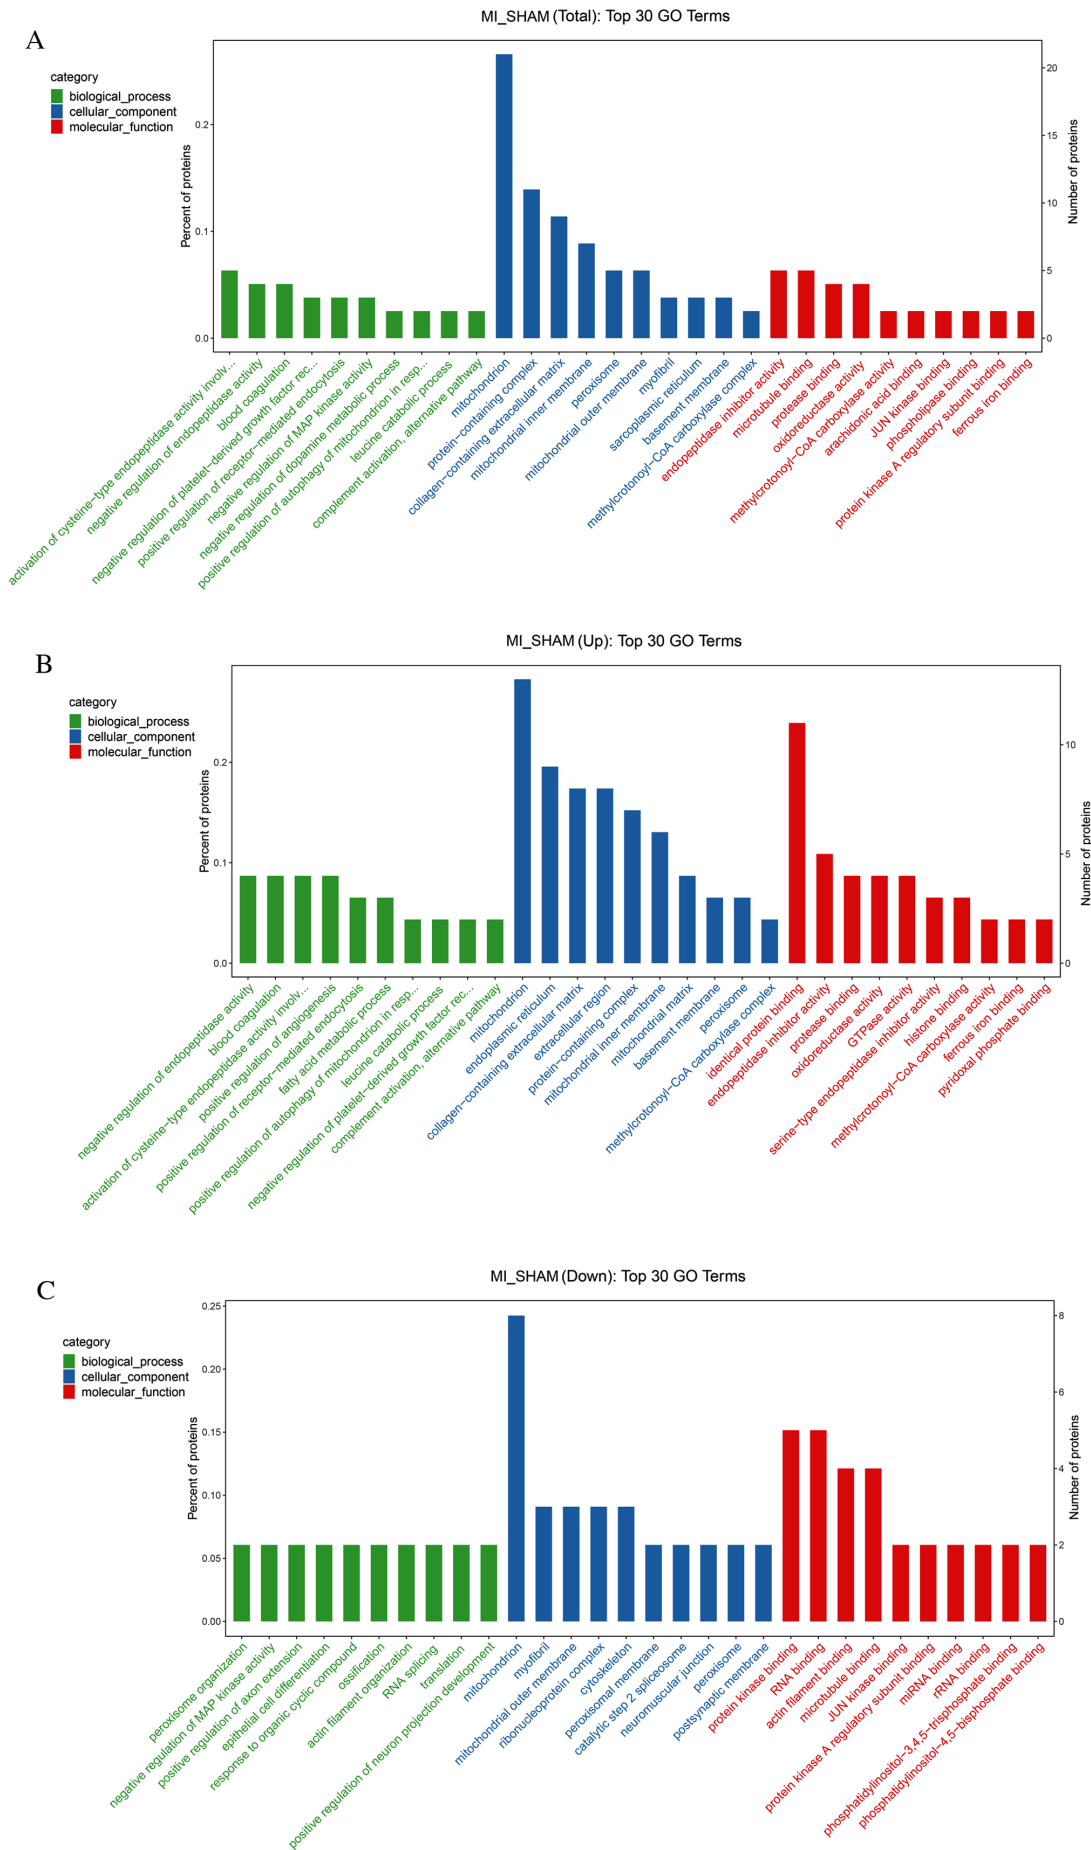 A
MI_SHAM (Total): Top 30 GO Terms
category
biological_process
cellular_component
molecular_function
Percent of proteins
0.2
0.1
0.0
Number of proteins
20
15
10
5
0
activation of cysteine−type endopeptidase activity involv...
negative regulation of endopeptidase activity
blood coagulation
negative regulation of platelet−derived growth factor rec...
positive regulation of receptor−mediated endocytosis
negative regulation of MAP kinase activity
negative regulation of dopamine metabolic process
positive regulation of autophagy of mitochondrion in resp...
leucine catabolic process
complement activation, alternative pathway
mitochondrion
protein−containing complex
collagen−containing extracellular matrix
mitochondrial inner membrane
peroxisome
mitochondrial outer membrane
myofibril
sarcoplasmic reticulum
basement membrane
methylcrotonoyl−CoA carboxylase complex
endopeptidase inhibitor activity
microtubule binding
protease binding
oxidoreductase activity
methylcrotonoyl−CoA carboxylase activity
arachidonic acid binding
JUN kinase binding
phospholipase binding
protein kinase A regulatory subunit binding
ferrous iron binding
B
MI_SHAM (Up): Top 30 GO Terms
category
biological_process
cellular_component
molecular_function
Percent of proteins
0.2
0.1
0.0
Number of proteins
10
5
0
negative regulation of endopeptidase activity
blood coagulation
activation of cysteine−type endopeptidase activity involv...
positive regulation of angiogenesis
positive regulation of receptor−mediated endocytosis
fatty acid metabolic process
positive regulation of autophagy of mitochondrion in resp...
leucine catabolic process
negative regulation of platelet−derived growth factor rec...
complement activation, alternative pathway
mitochondrion
endoplasmic reticulum
collagen−containing extracellular matrix
extracellular region
protein−containing complex
mitochondrial inner membrane
mitochondrial matrix
basement membrane
peroxisome
methylcrotonoyl−CoA carboxylase complex
identical protein binding
endopeptidase inhibitor activity
protease binding
oxidoreductase activity
GTPase activity
serine−type endopeptidase inhibitor activity
histone binding
methylcrotonoyl−CoA carboxylase activity
ferrous iron binding
pyridoxal phosphate binding
C
MI_SHAM (Down): Top 30 GO Terms
category
biological_process
cellular_component
molecular_function
Percent of proteins
0.25
0.20
0.15
0.10
0.05
0.00
Number of proteins
8
6
4
2
0
peroxisome organization
negative regulation of MAP kinase activity
positive regulation of axon extension
epithelial cell differentiation
response to organic cyclic compound
ossification
actin filament organization
RNA splicing
translation
positive regulation of neuron projection development
mitochondrion
myofibril
mitochondrial outer membrane
ribonucleoprotein complex
cytoskeleton
peroxisomal membrane
catalytic step 2 spliceosome
neuromuscular junction
peroxisome
postsynaptic membrane
protein kinase binding
RNA binding
actin filament binding
microtubule binding
JUN kinase binding
protein kinase A regulatory subunit binding
miRNA binding
rRNA binding
phosphatidylinositol−3,4,5−trisphosphate binding
phosphatidylinositol−4,5−bisphosphate binding